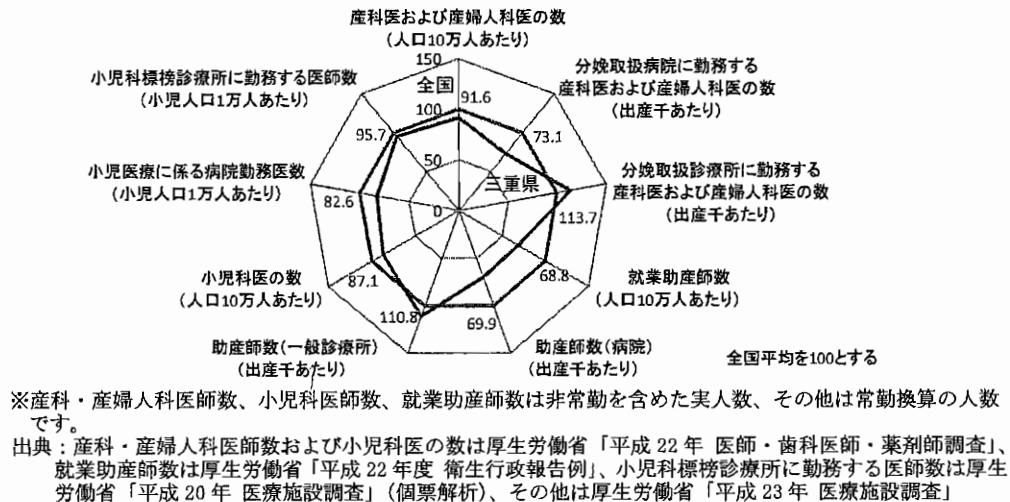 産科医および産婦人科医の数
(人口10万人あたり)
150
全国
100
50
0
三重県
91.6
分娩取扱病院に勤務する
産科医および産婦人科医の数
(出産千あたり)
73.1
分娩取扱診療所に勤務する
産科医および産婦人科医の数
(出産千あたり)
113.7
就業助産師数
(人口10万人あたり)
68.8
助産師数(病院)
(出産千あたり)
69.9
助産師数(一般診療所)
(出産千あたり)
110.8
小児科医の数
(人口10万人あたり)
87.1
小児医療に係る病院勤務医数
(小児人口1万人あたり)
82.6
小児科標榜診療所に勤務する医師数
(小児人口1万人あたり)
95.7
全国平均を100とする
※産科・産婦人科医師数、小児科医師数、就業助産師数は非常勤を含めた実人数、その他は常勤換算の人数
です。
出典:産科・産婦人科医師数および小児科医の数は厚生労働省「平成 22 年 医師・歯科医師・薬剤師調査」、
就業助産師数は厚生労働省「平成 22 年度 衛生行政報告例」、小児科標榜診療所に勤務する医師数は厚生
労働省「平成 20 年 医療施設調査」(個票解析)、その他は厚生労働省「平成 23 年 医療施設調査」